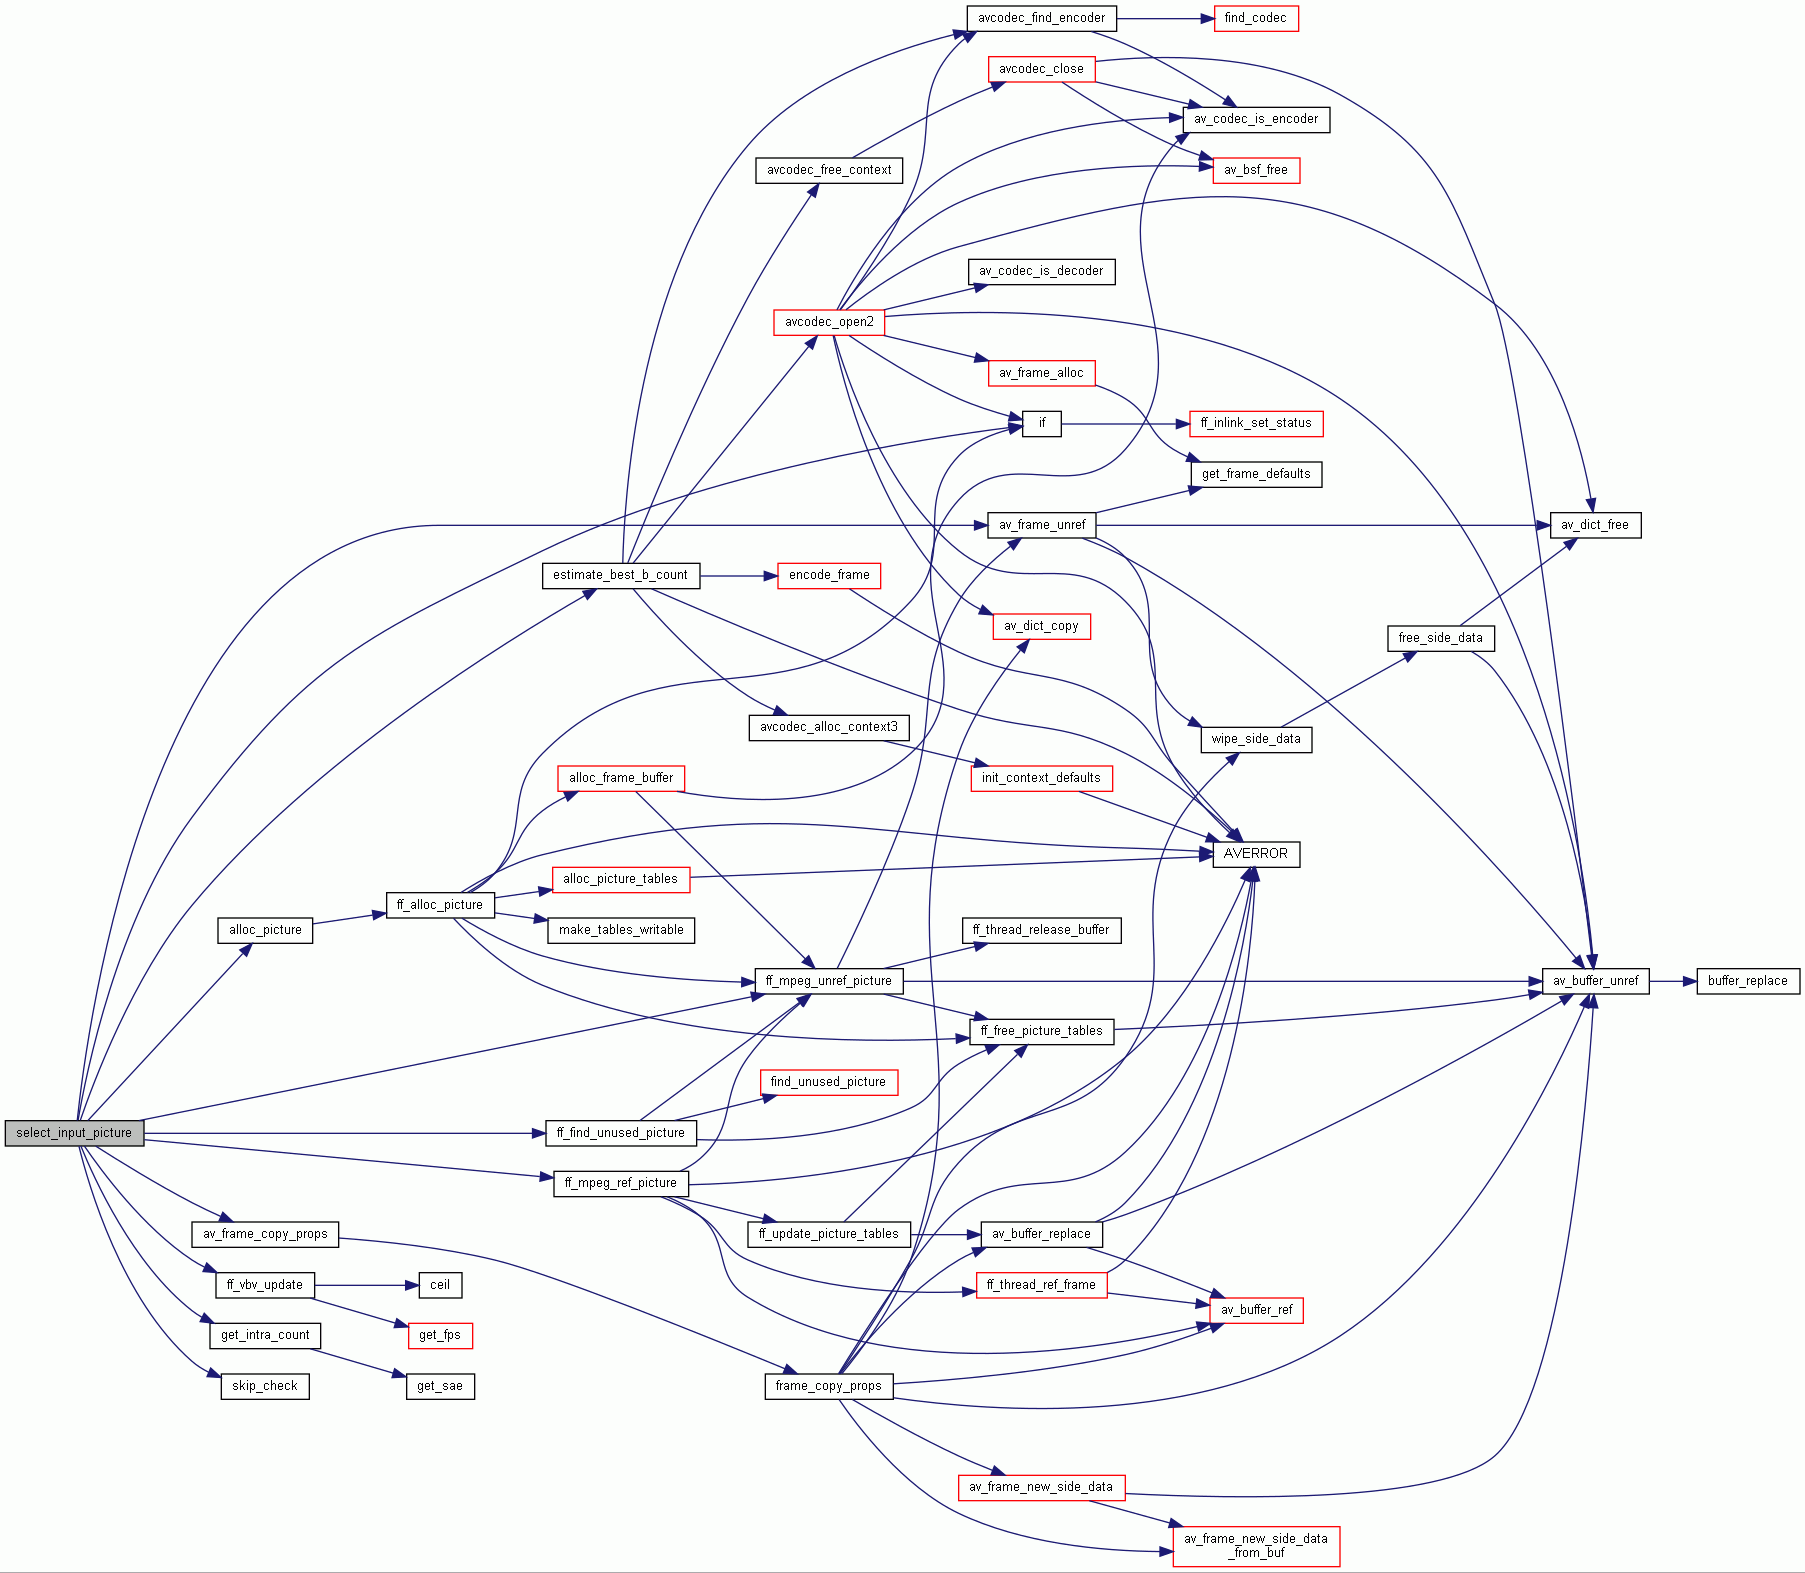 avcodec_find_encoder
find_codec
avcodec_close
av_codec_is_encoder
avcodec_free_context
av_bsf_free
av_codec_is_decoder
avcodec_open2
av_frame_alloc
if
ff_inlink_set_status
get_frame_defaults
av_frame_unref
av_dict_free
estimate_best_b_count
encode_frame
av_dict_copy
free_side_data
avcodec_alloc_context3
wipe_side_data
alloc_frame_buffer
init_context_defaults
AVERROR
alloc_picture_tables
ff_alloc_picture
alloc_picture
make_tables_writable
ff_thread_release_buffer
ff_mpeg_unref_picture
av_buffer_unref
buffer_replace
ff_free_picture_tables
find_unused_picture
select_input_picture
ff_find_unused_picture
ff_mpeg_ref_picture
av_frame_copy_props
ff_update_picture_tables
av_buffer_replace
ff_vbv_update
ceil
ff_thread_ref_frame
av_buffer_ref
get_intra_count
get_fps
skip_check
get_sae
frame_copy_props
av_frame_new_side_data
av_frame_new_side_data
_from_buf